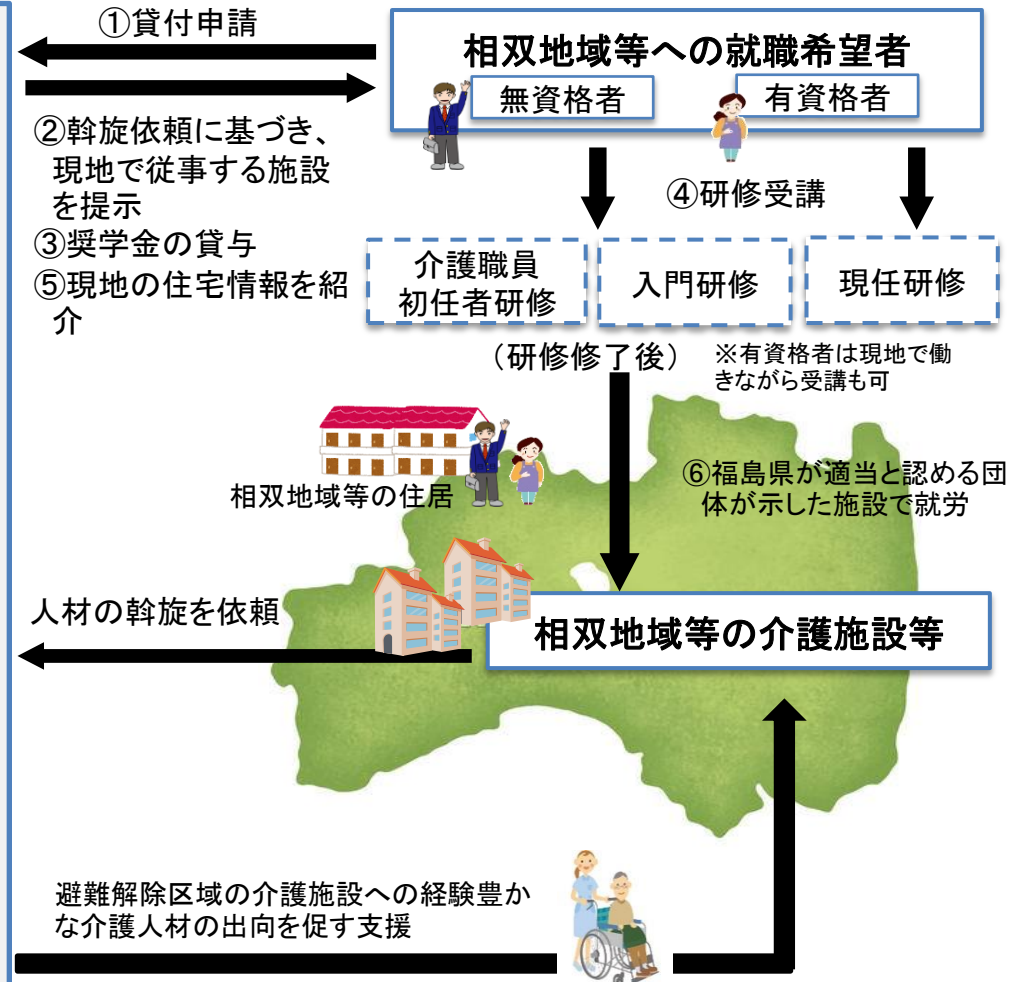 ①貸付申請
相双地域等への就職希望者
無資格者
有資格者
②斡旋依頼に基づき、
現地で従事する施設
を提示
③奨学金の貸与
⑤現地の住宅情報を紹
介
④研修受講
介護職員
初任者研修
入門研修
現任研修
（研修修了後）
※有資格者は現地で働
きながら受講も可
相双地域等の住居
⑥福島県が適当と認める団
体が示した施設で就労
人材の斡旋を依頼
相双地域等の介護施設等
避難解除区域の介護施設への経験豊か
な介護人材の出向を促す支援